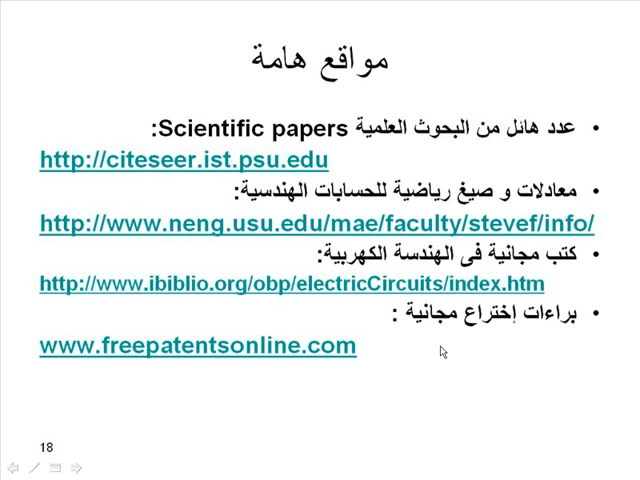 مواقع هامة
• عدد هائل من البحوث العلمية Scientific papers:
http://citeseer.ist.psu.edu
• معادلات و صيغ رياضية للحسابات الهندسية:
http://www.neng.usu.edu/mae/faculty/stevef/info/
• كتب مجانية فى الهندسة الكهربية:
http://www.ibiblio.org/obp/electricCircuits/index.htm
• براءات إختراع مجانية :
www.freepatentsonline.com
18